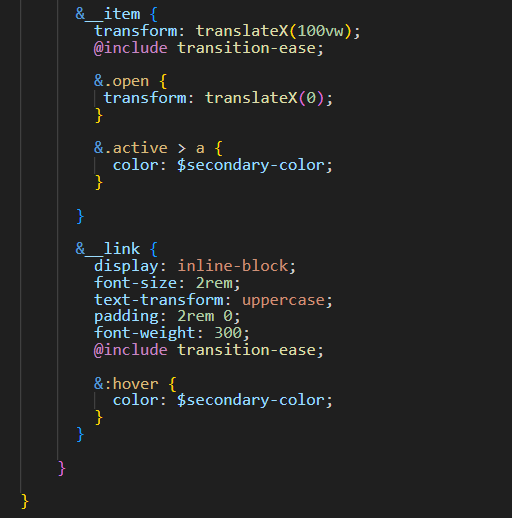 &__item {
transform: translateX(100vw);
@include transition-ease;
&.open {
transform: translateX(0);
}
&.active > a {
color: $secondary-color;
}
}
&__link {
display: inline-block;
font-size: 2rem;
text-transform: uppercase;
padding: 2rem 0;
font-weight: 300;
@include transition-ease;
&:hover {
color: $secondary-color;
}
}
}
}